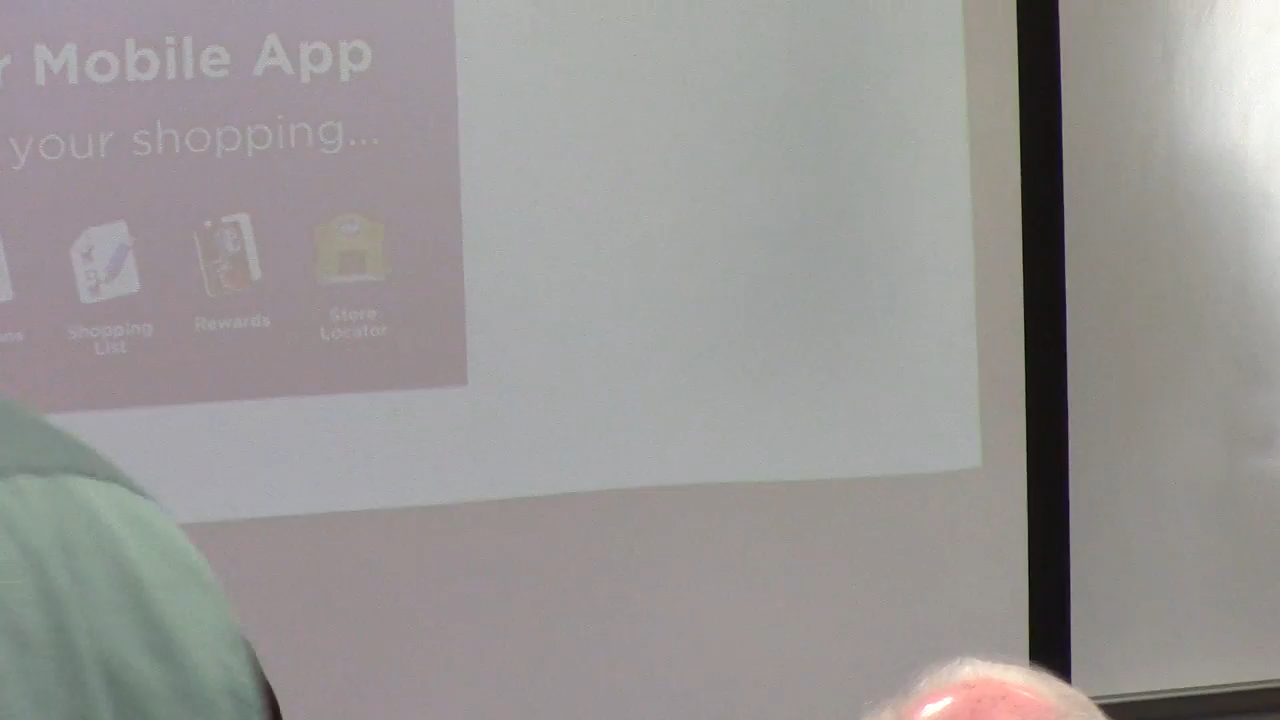 r Mobile App
your shopping...
Shopping
List
Rewards
Store
Locator